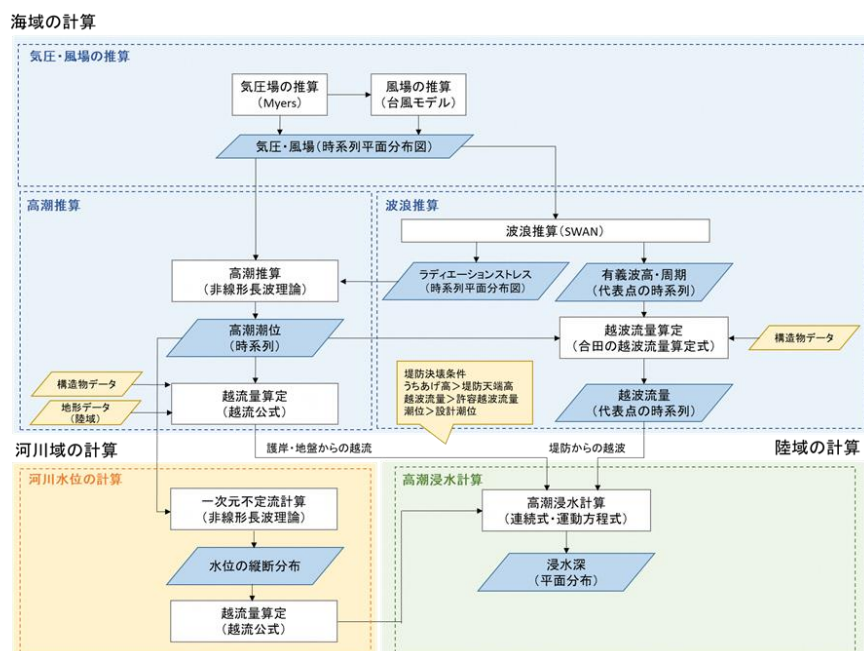 海域の計算
気圧・風場の推算
気圧場の推算
(Myers)
風場の推算
(台風モデル)
気圧・風場(時系列平面分布図)
高潮推算
波浪推算
波浪推算(SWAN)
高潮推算
(非線形長波理論)
ラディエーションストレス
(時系列平面分布図)
有義波高・周期
(代表点の時系列)
高潮潮位
(時系列)
越波流量算定
(合田の越波流量算定式)
構造物データ
構造物データ
地形データ
(陸域)
越流量算定
(越流公式)
堤防決壊条件
うちあげ高>堤防天端高
越波流量>許容越波流量
潮位>設計潮位
越波流量
(代表点の時系列)
護岸・地盤からの越流
堤防からの越波
河川域の計算
陸域の計算
河川水位の計算
高潮浸水計算
一次元不定流計算
(非線形長波理論)
高潮浸水計算
(連続式・運動方程式)
水位の縦断分布
浸水深
(平面分布)
越流量算定
(越流公式)